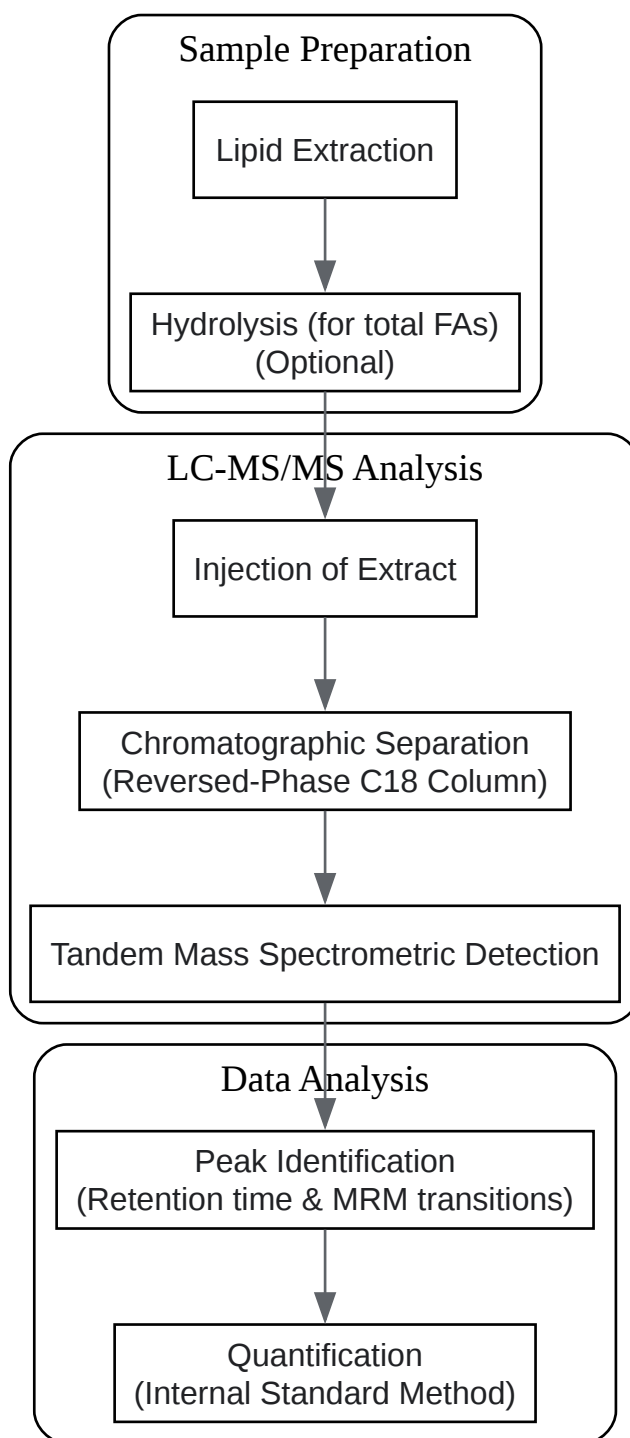 Sample Preparation
Lipid Extraction
Hydrolysis (for total FAs)
(Optional)
LC-MS/MS Analysis
Injection of Extract
Chromatographic Separation
(Reversed-Phase C18 Column)
Tandem Mass Spectrometric Detection
Data Analysis
Peak Identification
(Retention time & MRM transitions)
Quantification
(Internal Standard Method)